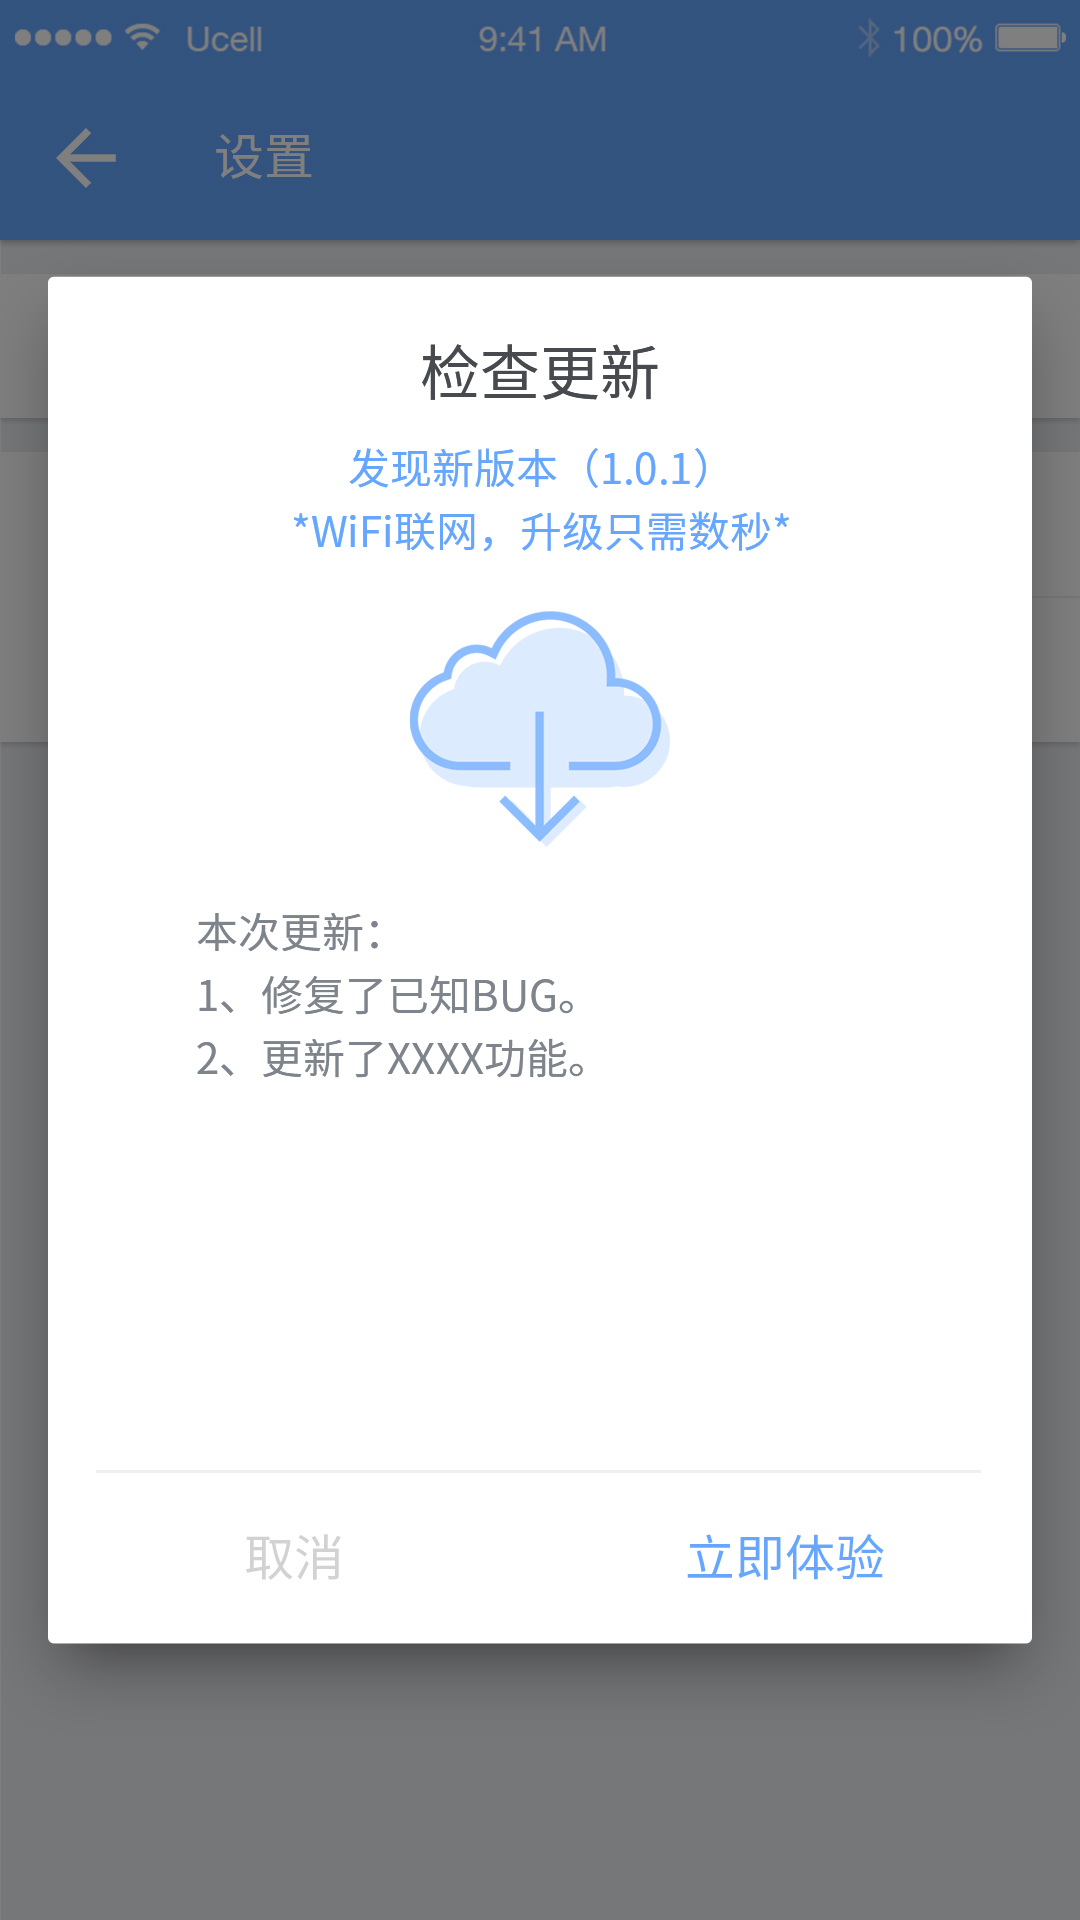 Ucell 9:41 AM 100%
设置
检查更新
发现新版本（1.0.1）
*WiFi联网，升级只需数秒*
本次更新：
1、修复了已知BUG。
2、更新了XXXX功能。
取消 立即体验